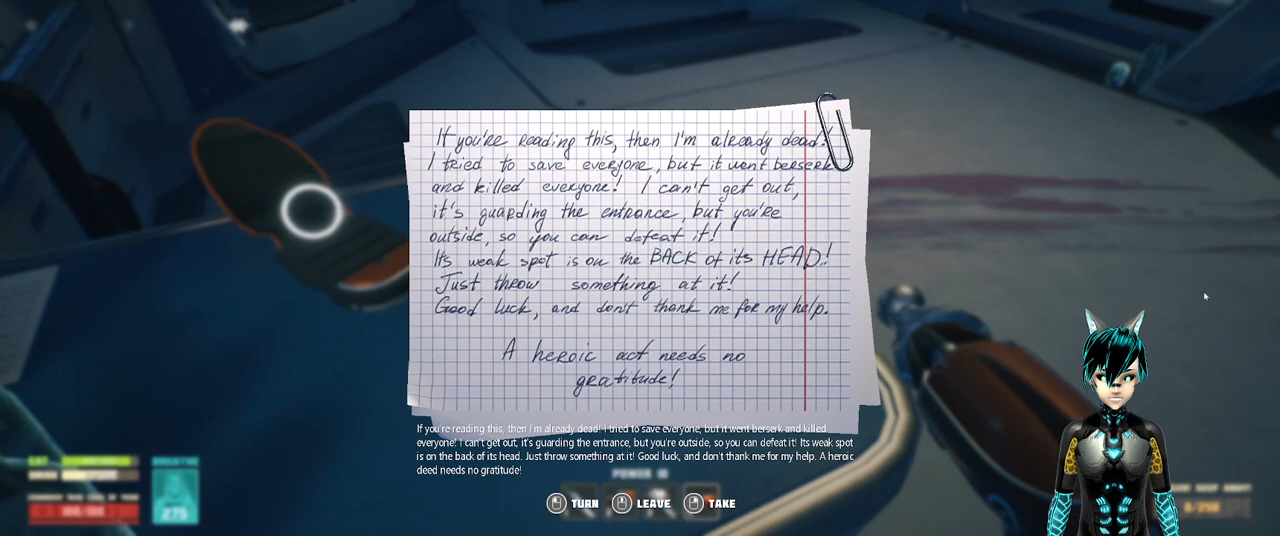 If you're reading this, then I'm already dead!
I tried to save everyone, but it went berserk
and killed everyone! I can't get out,
it's guarding the entrance, but you're
outside, so you can defeat it!
Its weak spot is on the BACK of its HEAD!
Just throw something at it!
Good luck, and don't thank me for my help.
A heroic act needs no
gratitude!
If you're reading this, then I'm already dead! I tried to save everyone, but it went berserk and killed
everyone! I can't get out, it's guarding the entrance, but you're outside, so you can defeat it! Its weak spot
is on the back of its head. Just throw something at it! Good luck, and don't thank me for my help. A heroic
deed needs no gratitude!
EAT
DRINK
BREATHE
275
POWER IS
TURN
LEAVE
TAKE